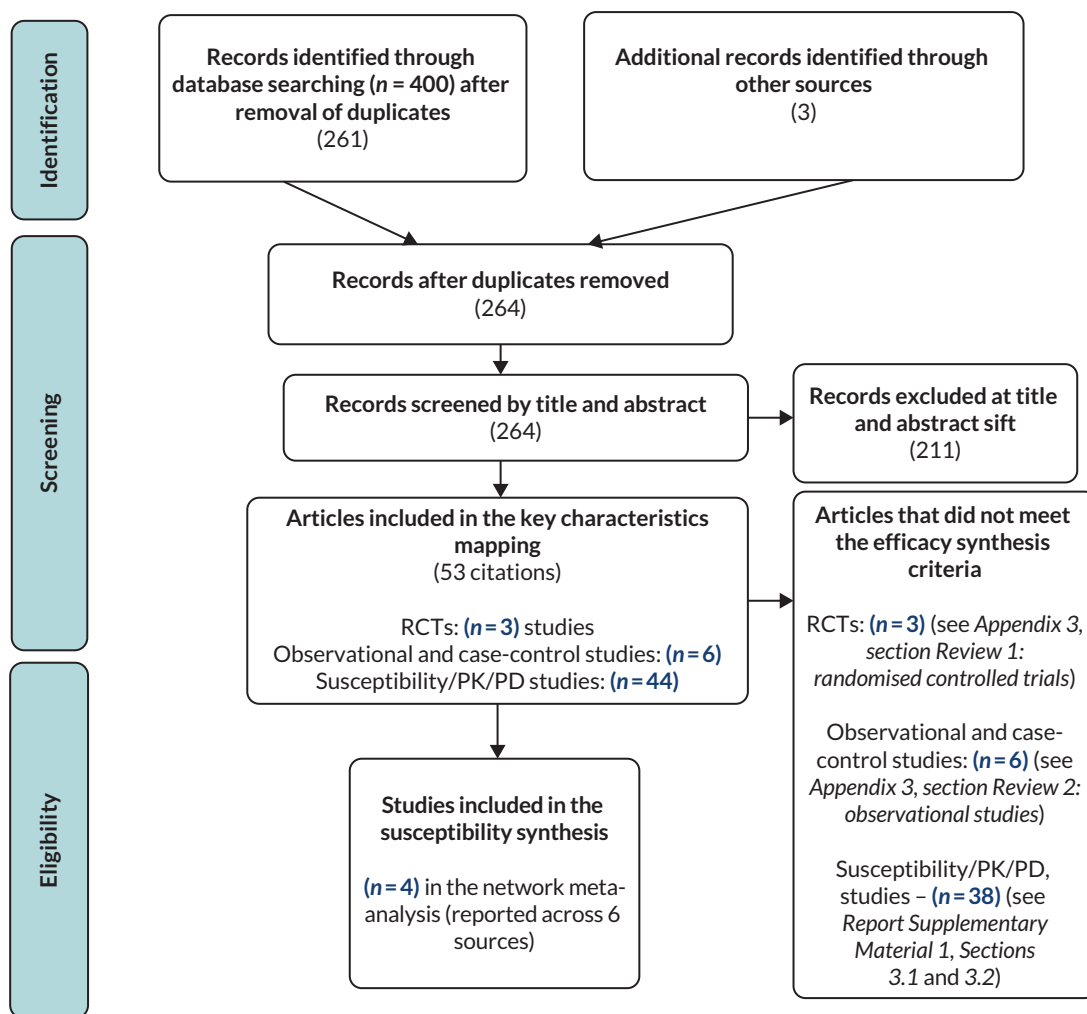 Identification
Records identified through
database searching (n = 400) after
removal of duplicates
(261)
Additional records identified through
other sources
(3)
Screening
Records after duplicates removed
(264)
Records screened by title and abstract
(264)
Records excluded at title
and abstract sift
(211)
Articles included in the key characteristics
mapping
(53 citations)
RCTs: (n = 3) studies
Observational and case-control studies: (n = 6)
Susceptibility/PK/PD studies: (n = 44)
Articles that did not meet
the efficacy synthesis
criteria
RCTs: (n = 3) (see Appendix 3,
section Review 1:
randomised controlled trials)
Observational and case-
control studies: (n = 6) (see
Appendix 3, section Review 2:
observational studies)
Susceptibility/PK/PD,
studies – (n = 38) (see
Report Supplementary
Material 1, Sections
3.1 and 3.2)
Eligibility
Studies included in the
susceptibility synthesis
(n = 4) in the network meta-
analysis (reported across 6
sources)